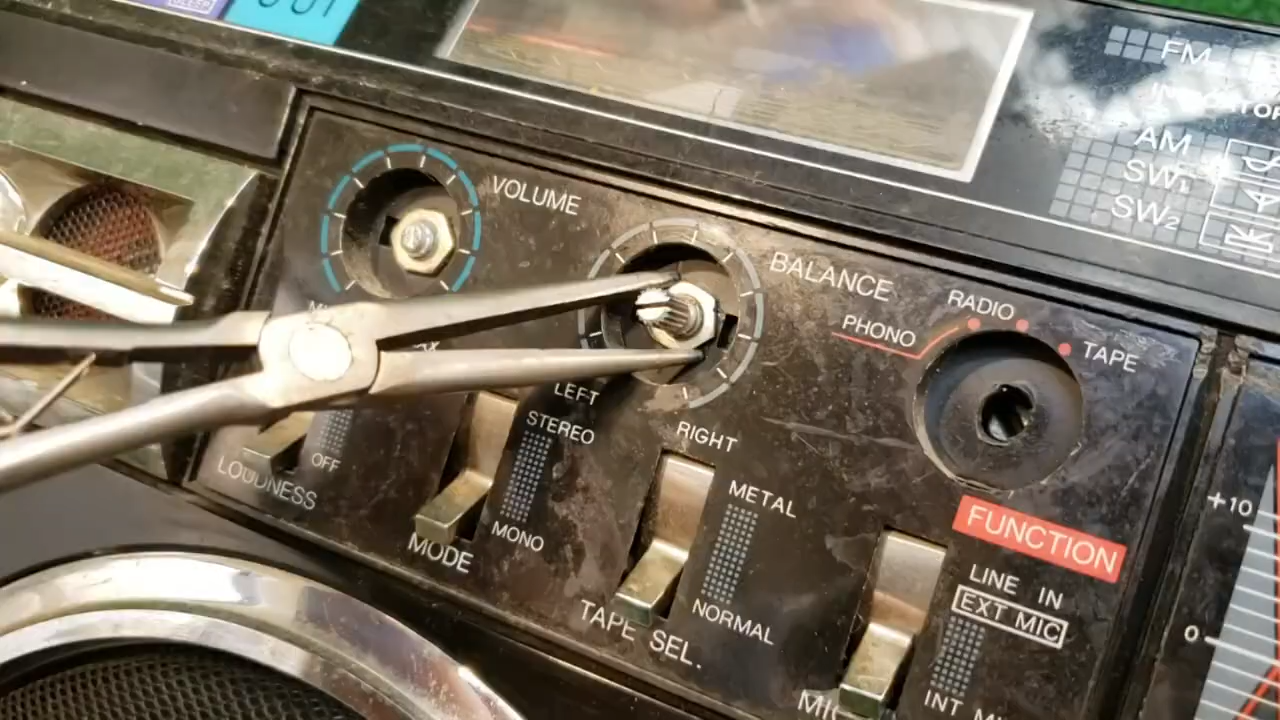 FM
AM
SW₁
SW₂
VOLUME
BALANCE
RADIO
PHONO
TAPE
LEFT
RIGHT
STEREO
OFF
LOUDNESS
MONO
MODE
METAL
NORMAL
TAPE SEL.
FUNCTION
LINE IN
EXT MIC
+10
0